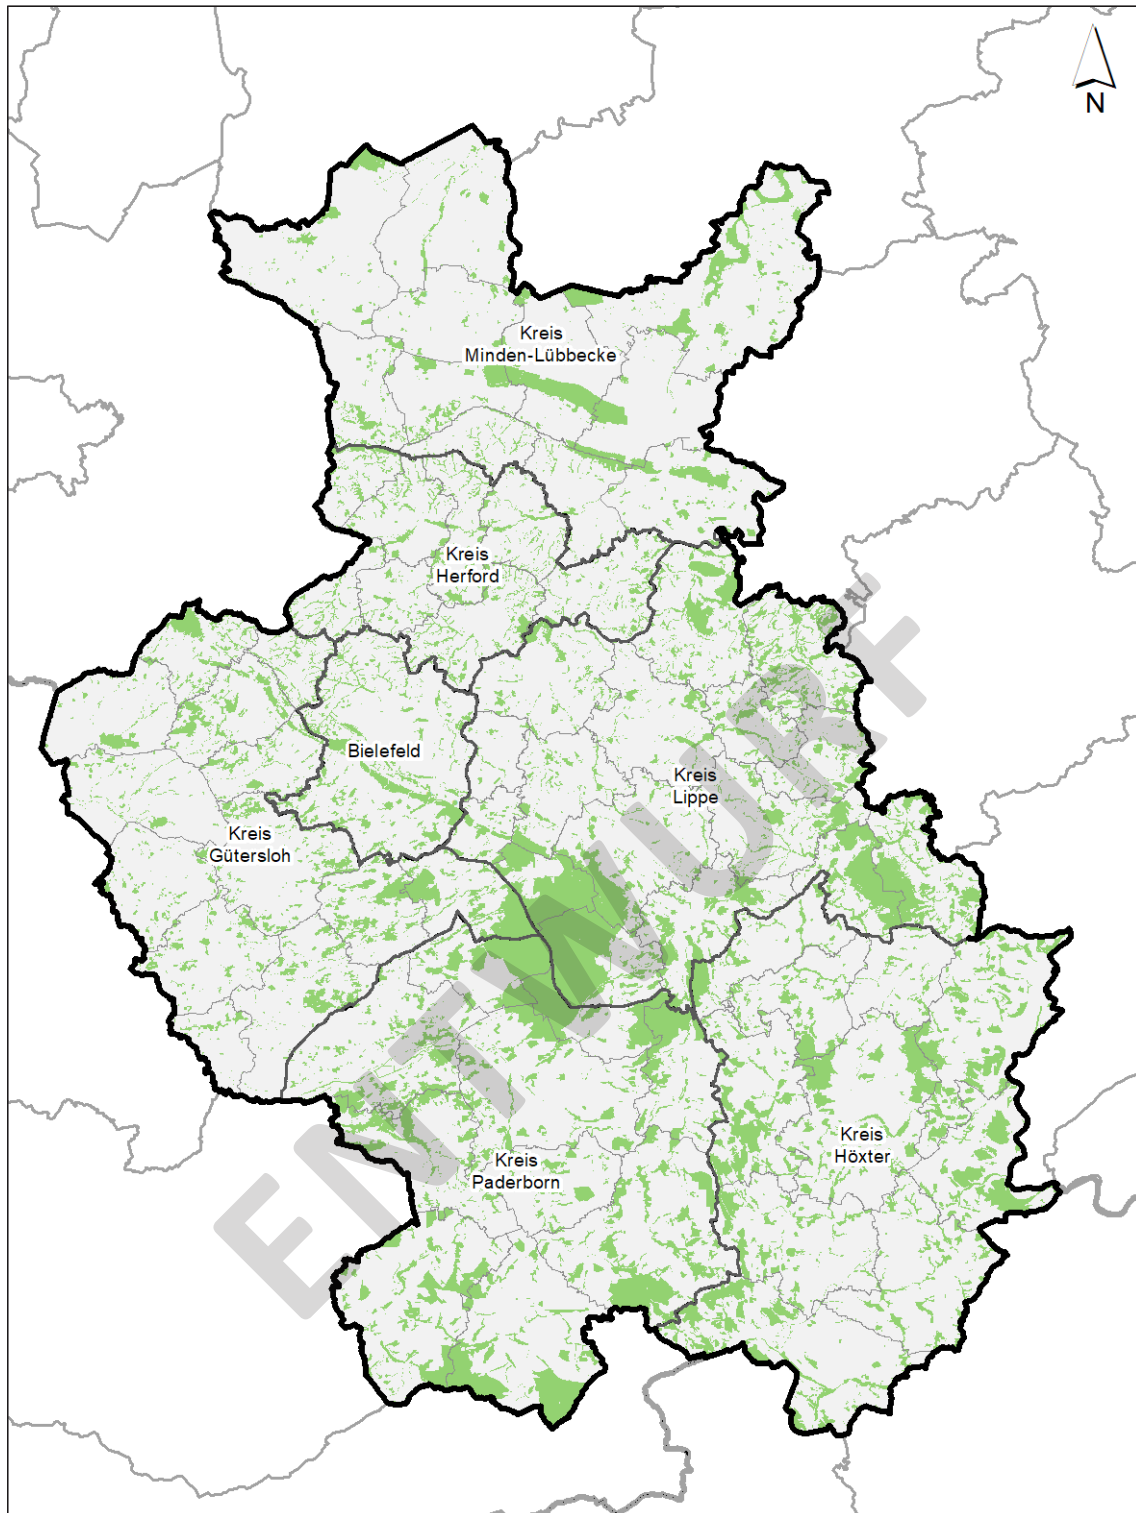 N
Kreis
Minden-Lübbecke
Kreis
Herford
Bielefeld
Kreis
Lippe
Kreis
Gütersloh
Kreis
Höxter
Kreis
Paderborn
ENTWURF